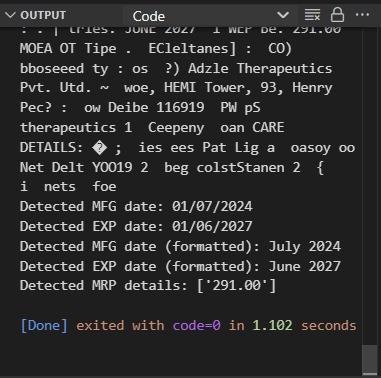 OUTPUT Code
: . | tries. JUNE 2027 1 WEP Be. 291.00
MOEA OT Tipe . ECleltanes] : CO)
bboseeed ty : os ?) Adzle Therapeutics
Pvt. Utd. ~ woe, HEMI Tower, 93, Henry
Pec? : ow Deibe 116919 PW pS
therapeutics 1 Ceepeny oan CARE
DETAILS: � ; ies ees Pat Lig a oasoy oo
Net Delt YOO19 2 beg colstStanen 2 {
i nets foe
Detected MFG date: 01/07/2024
Detected EXP date: 01/06/2027
Detected MFG date (formatted): July 2024
Detected EXP date (formatted): June 2027
Detected MRP details: ['291.00']
[Done] exited with code=0 in 1.102 seconds